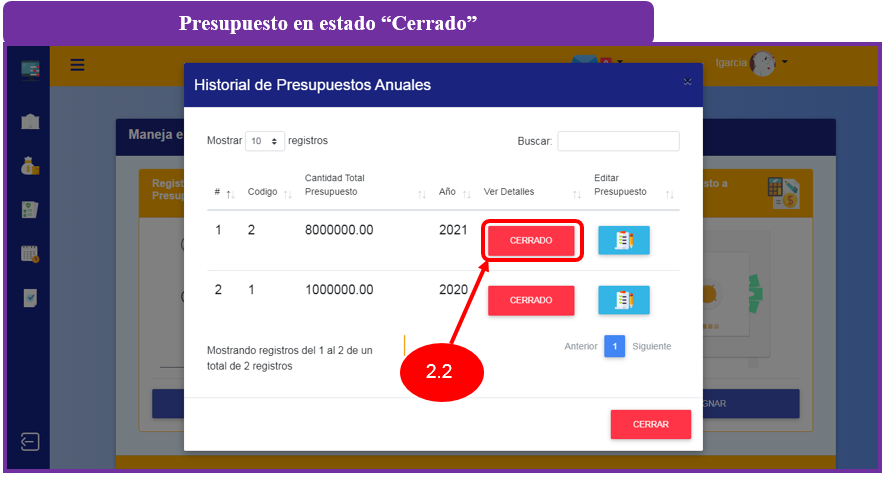 Presupuesto en estado “Cerrado”
tgarcia
Historial de Presupuestos Anuales
×
Maneja e
Mostrar 10 registros
Buscar:
Regist
Presup
sto a
# Codigo Cantidad Total
Presupuesto Año Ver Detalles Editar
Presupuesto
1 2 8000000.00 2021 CERRADO
2 1 1000000.00 2020 CERRADO
Mostrando registros del 1 al 2 de un
total de 2 registros
Anterior 1 Siguiente
2.2
GNAR
CERRAR